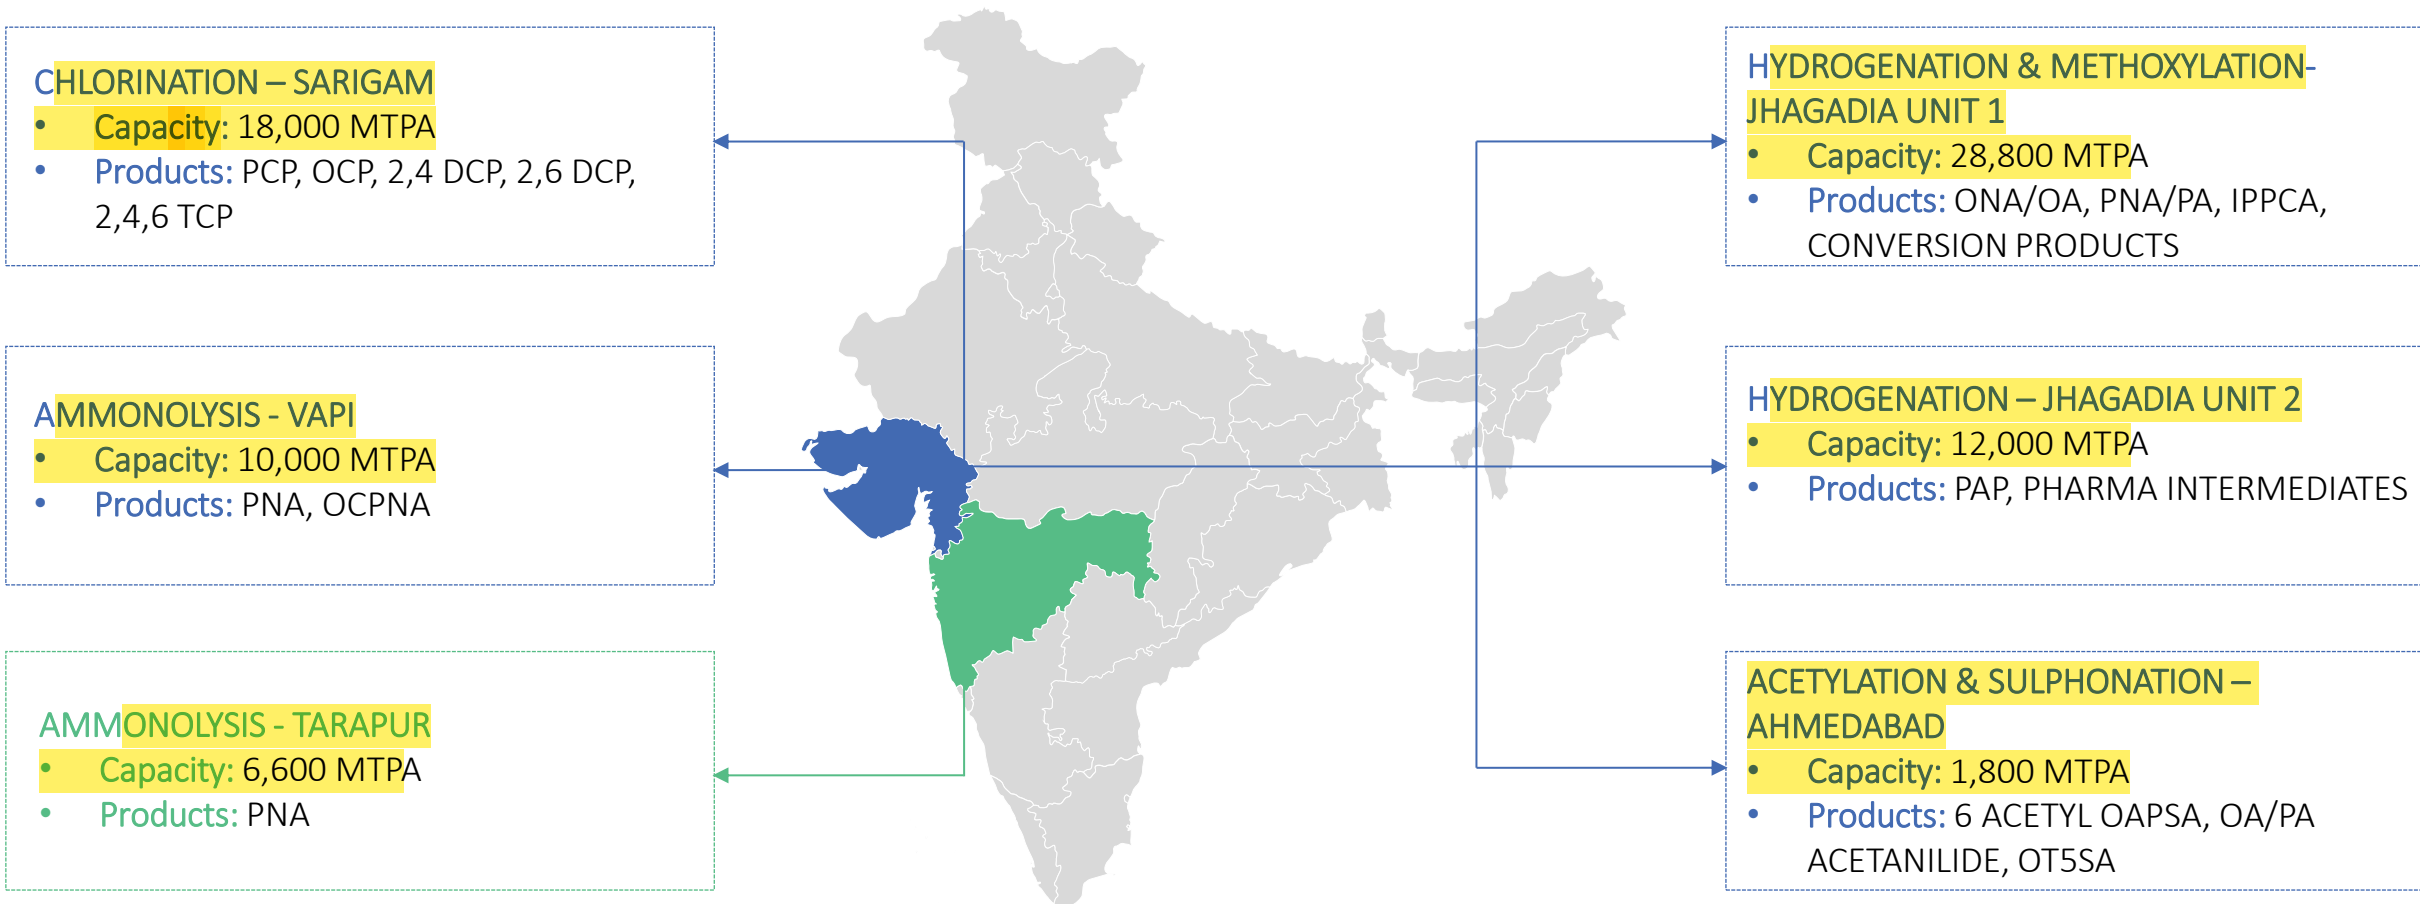 CHLORINATION – SARIGAM
• Capacity: 18,000 MTPA
• Products: PCP, OCP, 2,4 DCP, 2,6 DCP,
2,4,6 TCP
AMMONOLYSIS - VAPI
• Capacity: 10,000 MTPA
• Products: PNA, OCPNA
AMMONOLYSIS - TARAPUR
• Capacity: 6,600 MTPA
• Products: PNA
HYDROGENATION & METHOXYLATION-
JHAGADIA UNIT 1
• Capacity: 28,800 MTPA
• Products: ONA/OA, PNA/PA, IPPCA,
CONVERSION PRODUCTS
HYDROGENATION – JHAGADIA UNIT 2
• Capacity: 12,000 MTPA
• Products: PAP, PHARMA INTERMEDIATES
ACETYLATION & SULPHONATION –
AHMEDABAD
• Capacity: 1,800 MTPA
• Products: 6 ACETYL OAPSA, OA/PA
ACETANILIDE, OT5SA